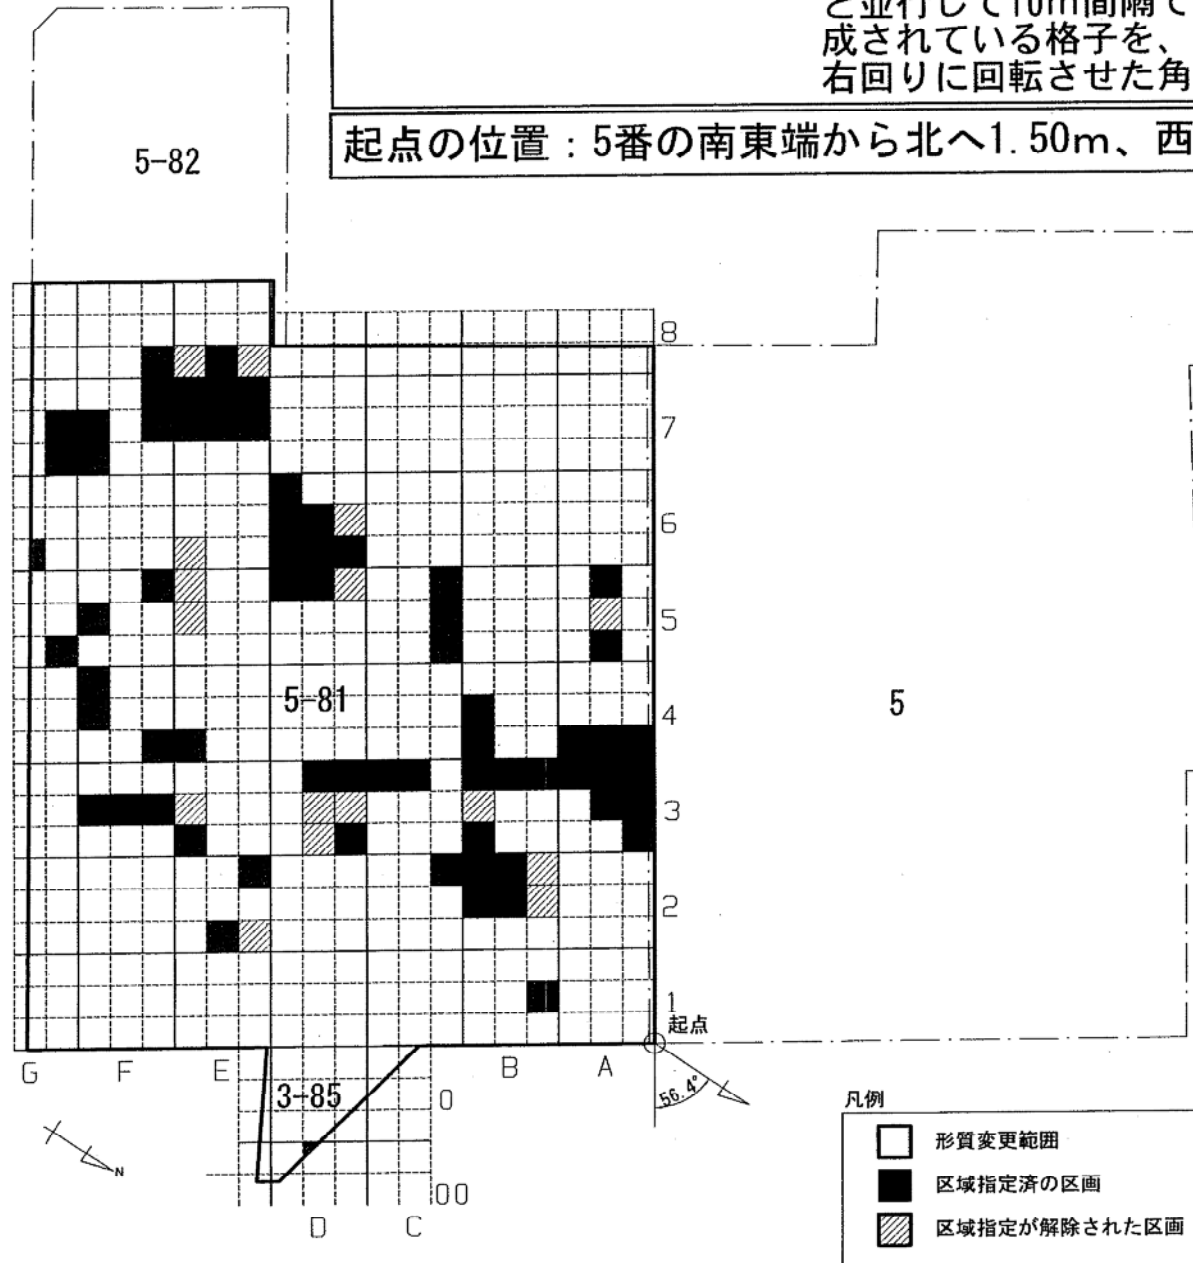 と並行して10m間隔で
成されている格子を、
右回りに回転させた角
起点の位置：5番の南東端から北へ1.50m、西
5-82
8
7
6
5
5-81
4
5
3
2
1
起点
G
F
E
B
A
3-85
0
56.4°
N
00
D
C
凡例
形質変更範囲
区域指定済の区画
区域指定が解除された区画